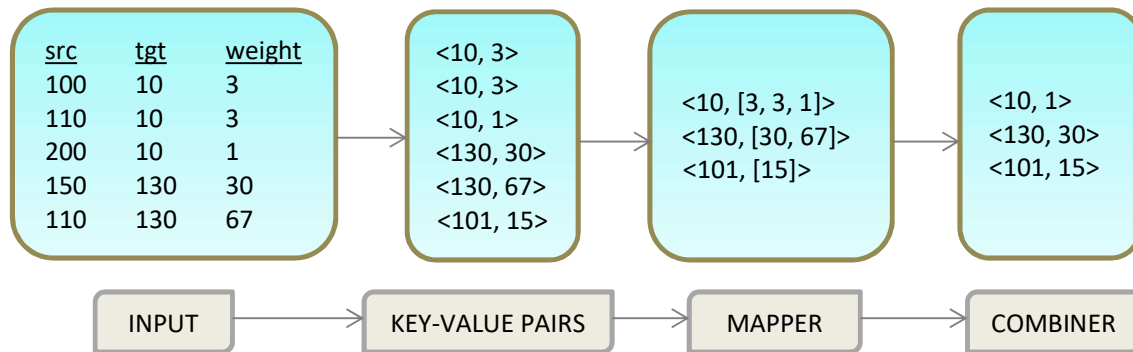 src tgt weight
100 10 3
110 10 3
200 10 1
150 130 30
110 130 67
<10, 3>
<10, 3>
<10, 1>
<130, 30>
<130, 67>
<101, 15>
<10, [3, 3, 1]>
<130, [30, 67]>
<101, [15]>
<10, 1>
<130, 30>
<101, 15>
INPUT
KEY-VALUE PAIRS
MAPPER
COMBINER